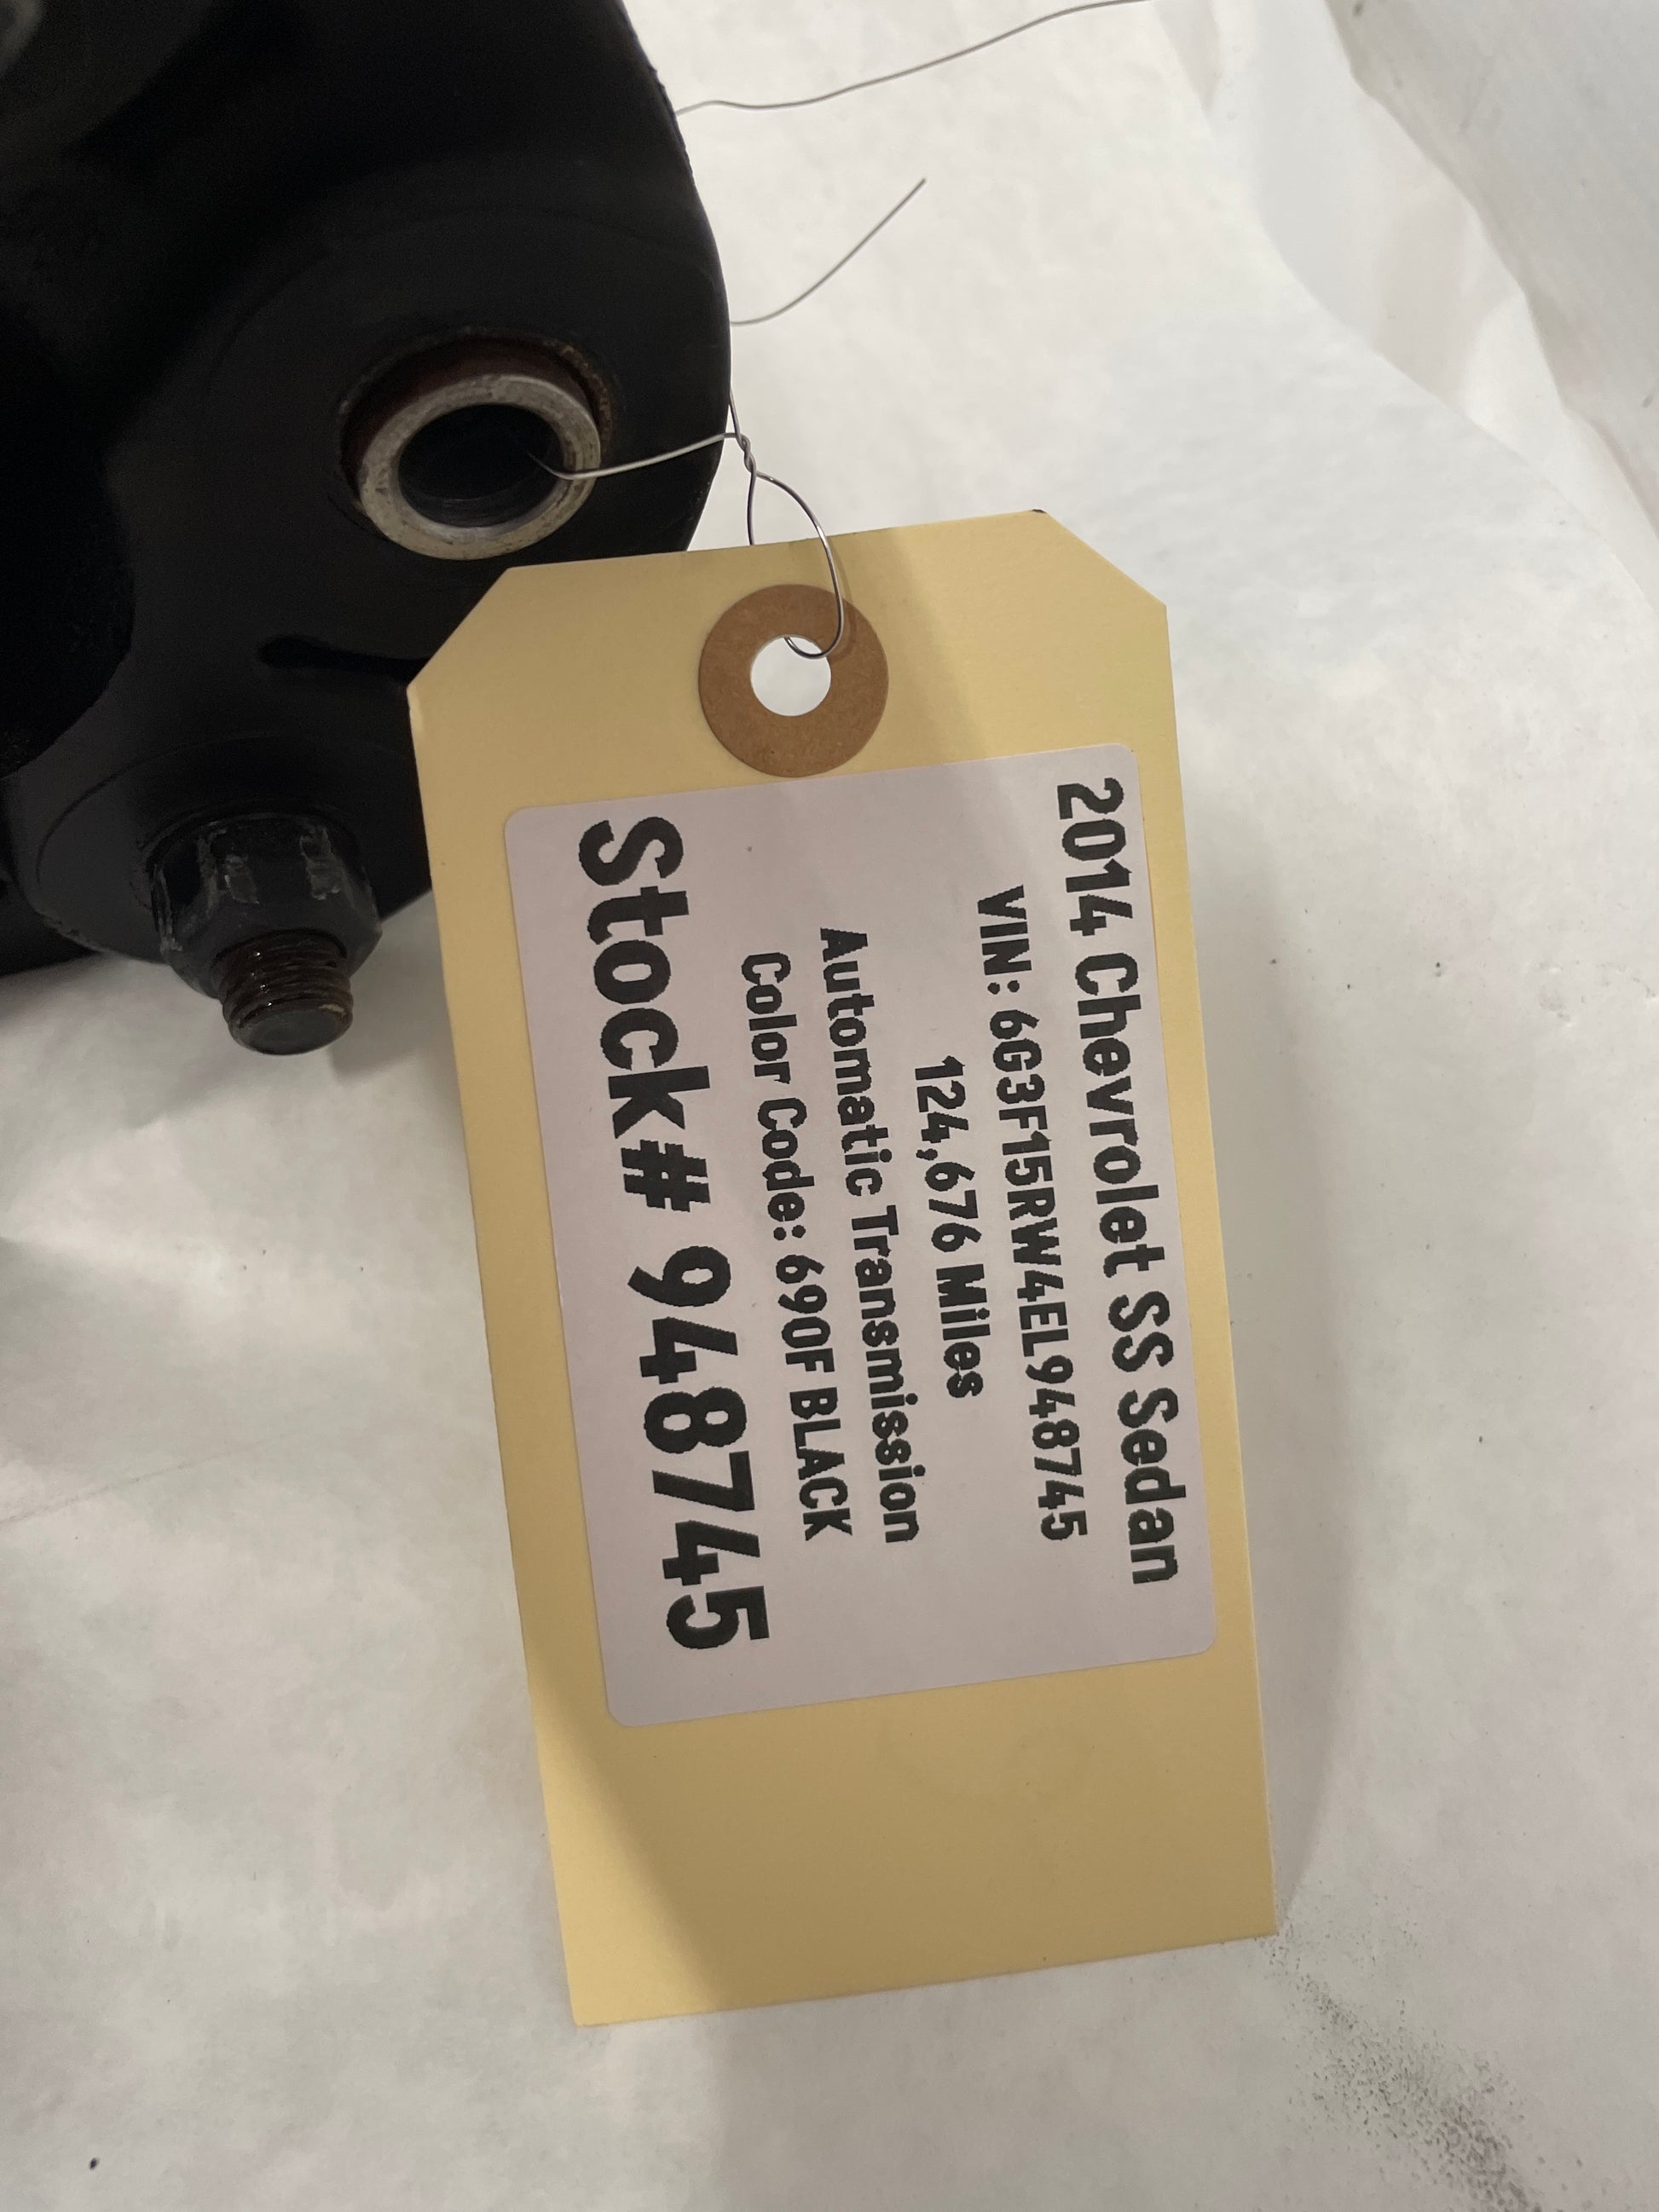 2014 Chevrolet SS Sedan
VIN: 6G3F15RW4EL948745
124,676 Miles
Automatic Transmission
Color Code: 690F BLACK
Stock# 948745